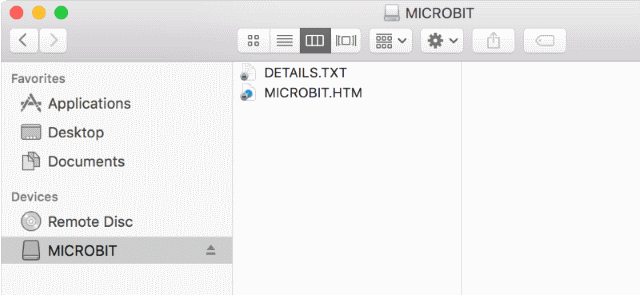 MICROBIT
Favorites
Applications
Desktop
Documents
Devices
Remote Disc
MICROBIT
DETAILS.TXT
MICROBIT.HTM